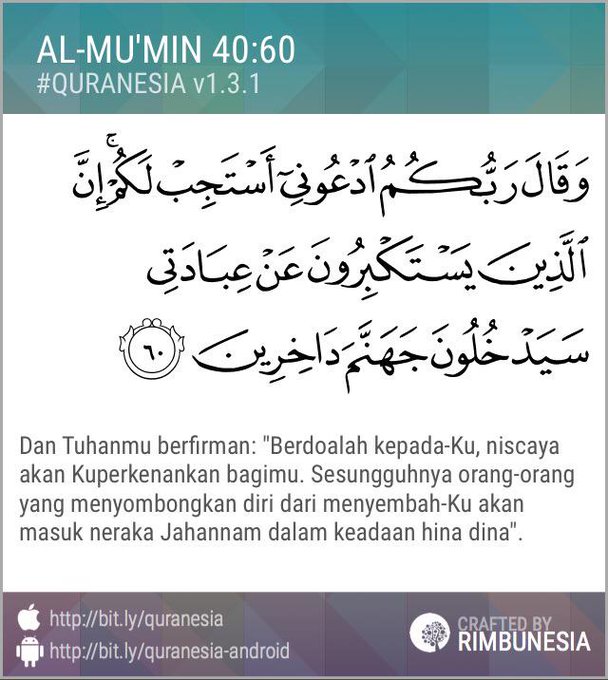 AL-MU'MIN 40:60
#QURANESIA v1.3.1
وَقَالَ رَبُّكُمُ ٱدْعُونِىٓ أَسْتَجِبْ لَكُمْ ۚ إِنَّ
ٱلَّذِينَ يَسْتَكْبِرُونَ عَنْ عِبَادَتِى
سَيَدْخُلُونَ جَهَنَّمَ دَاخِرِينَ ٦٠
Dan Tuhanmu berfirman: "Berdoalah kepada-Ku, niscaya
akan Kuperkenankan bagimu. Sesungguhnya orang-orang
yang menyombongkan diri dari menyembah-Ku akan
masuk neraka Jahannam dalam keadaan hina dina".
http://bit.ly/quranesia
http://bit.ly/quranesia-android
CRAFTED BY
RIMBUNESIA